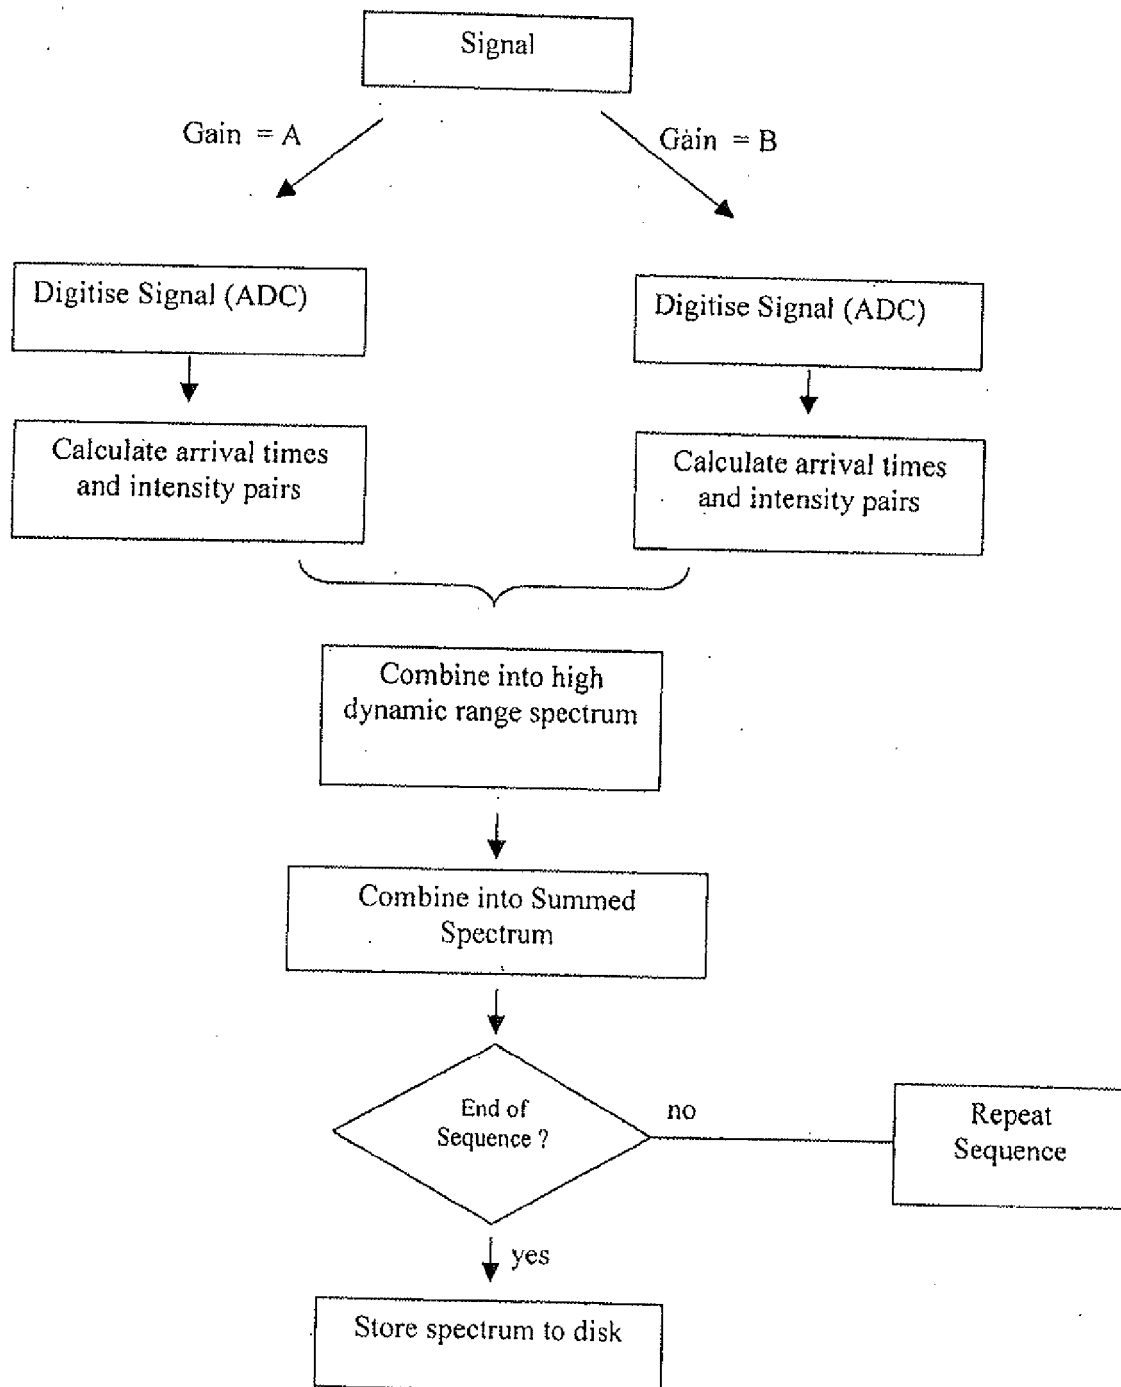 Signal
Gain = A
Gain = B
Digitise Signal (ADC)
Digitise Signal (ADC)
Calculate arrival times
and intensity pairs
Calculate arrival times
and intensity pairs
Combine into high
dynamic range spectrum
Combine into Summed
Spectrum
End of
Sequence ?
no
Repeat
Sequence
yes
Store spectrum to disk